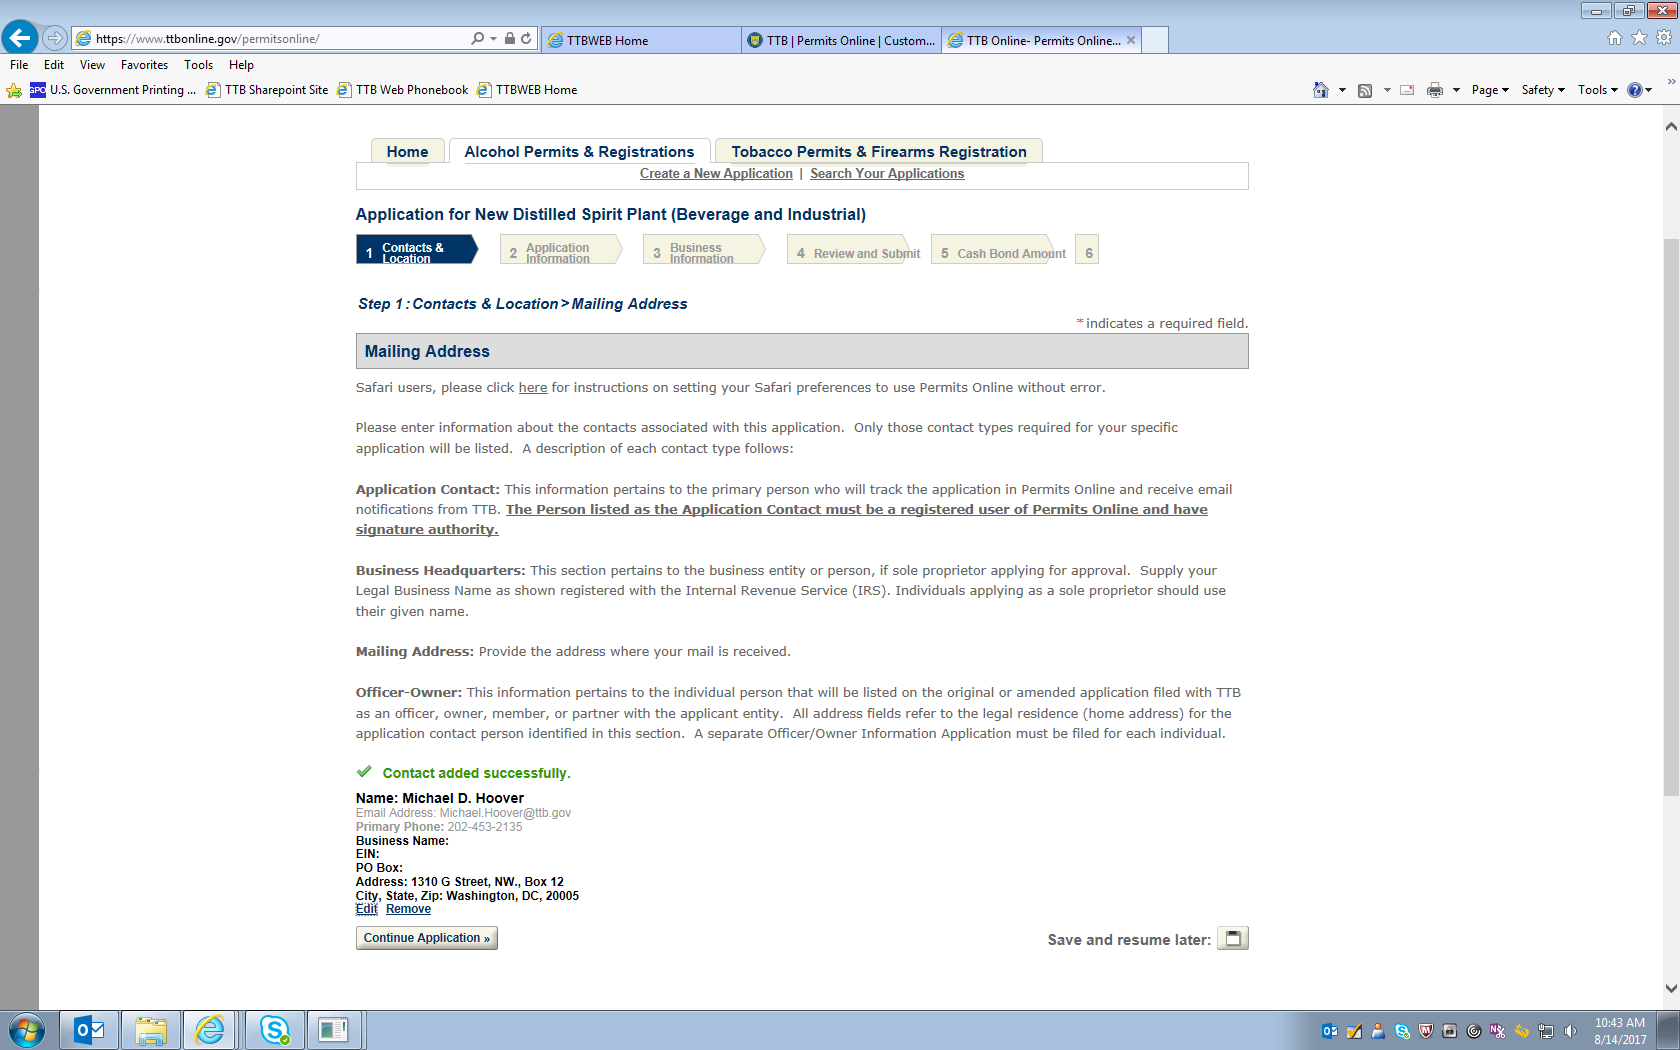 https://www.ttbonline.gov/permitsonline/
TTBWEB Home
TTB | Permits Online | Custom...
TTB Online- Permits Online...
File Edit View Favorites Tools Help
GPO U.S. Government Printing ... TTB Sharepoint Site TTB Web Phonebook TTBWEB Home
Page Safety Tools
Home Alcohol Permits & Registrations Tobacco Permits & Firearms Registration
Create a New Application | Search Your Applications
Application for New Distilled Spirit Plant (Beverage and Industrial)
1 Contacts & Location
2 Application Information
3 Business Information
4 Review and Submit
5 Cash Bond Amount
6
Step 1 : Contacts & Location > Mailing Address
* indicates a required field.
Mailing Address
Safari users, please click here for instructions on setting your Safari preferences to use Permits Online without error.
Please enter information about the contacts associated with this application. Only those contact types required for your specific
application will be listed. A description of each contact type follows:
Application Contact: This information pertains to the primary person who will track the application in Permits Online and receive email
notifications from TTB. The Person listed as the Application Contact must be a registered user of Permits Online and have
signature authority.
Business Headquarters: This section pertains to the business entity or person, if sole proprietor applying for approval. Supply your
Legal Business Name as shown registered with the Internal Revenue Service (IRS). Individuals applying as a sole proprietor should use
their given name.
Mailing Address: Provide the address where your mail is received.
Officer-Owner: This information pertains to the individual person that will be listed on the original or amended application filed with TTB
as an officer, owner, member, or partner with the applicant entity. All address fields refer to the legal residence (home address) for the
application contact person identified in this section. A separate Officer/Owner Information Application must be filed for each individual.
Contact added successfully.
Name: Michael D. Hoover
Email Address: Michael.Hoover@ttb.gov
Primary Phone: 202-453-2135
Business Name:
EIN:
PO Box:
Address: 1310 G Street, NW., Box 12
City, State, Zip: Washington, DC, 20005
Edit Remove
Continue Application »
Save and resume later:
10:43 AM
8/14/2017